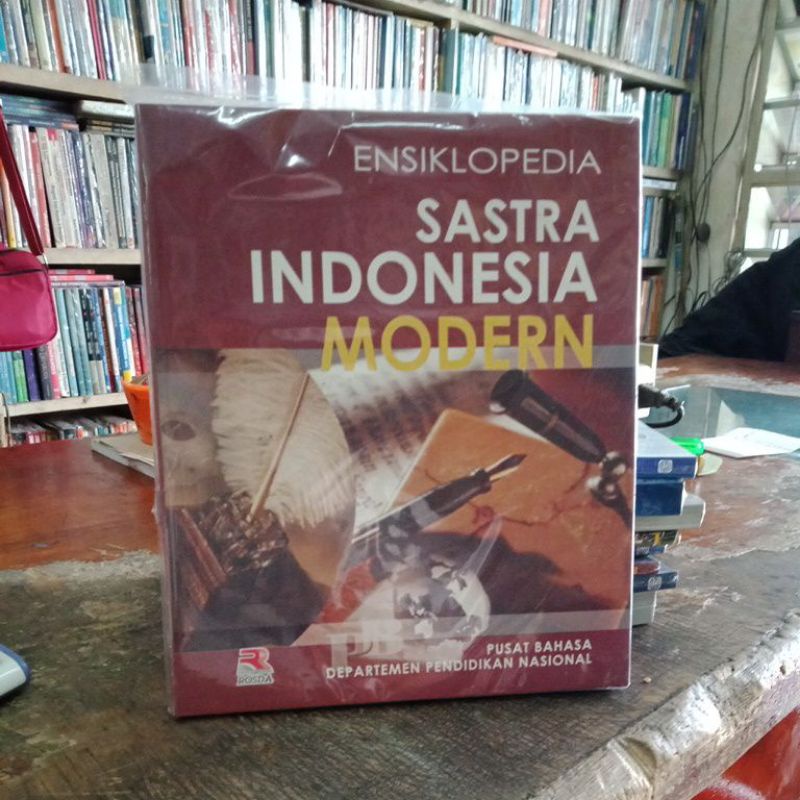 ENSIKLOPEDIA
SASTRA
INDONESIA
MODERN
PUSAT BAHASA
DEPARTEMEN PENDIDIKAN NASIONAL
ROSDA